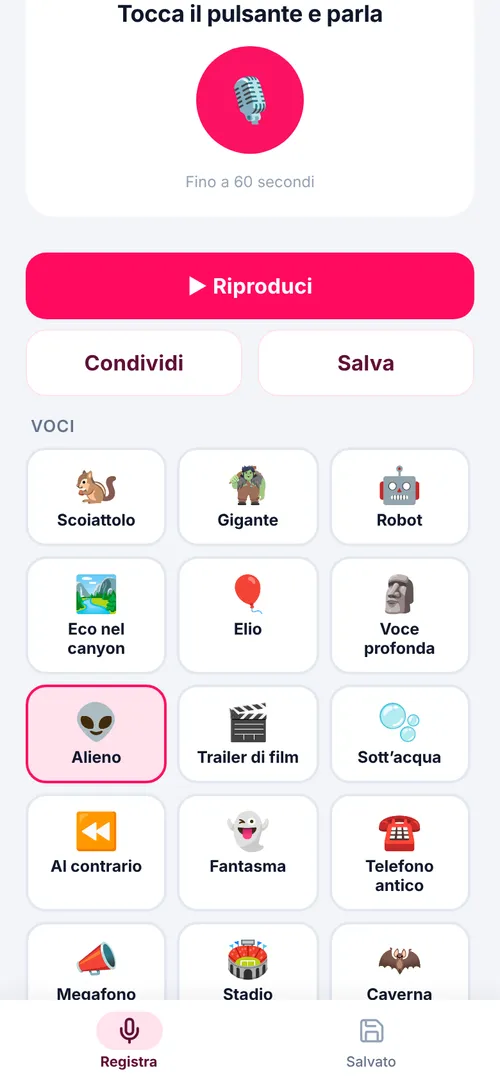 Tocca il pulsante e parla
Fino a 60 secondi
▶ Riproduci
Condividi
Salva
VOCI
Scoiattolo
Gigante
Robot
Eco nel
canyon
Elio
Voce
profonda
Alieno
Trailer di film
Sott’acqua
Al contrario
Fantasma
Telefono
antico
Megafono
Stadio
Caverna
Registra
Salvato